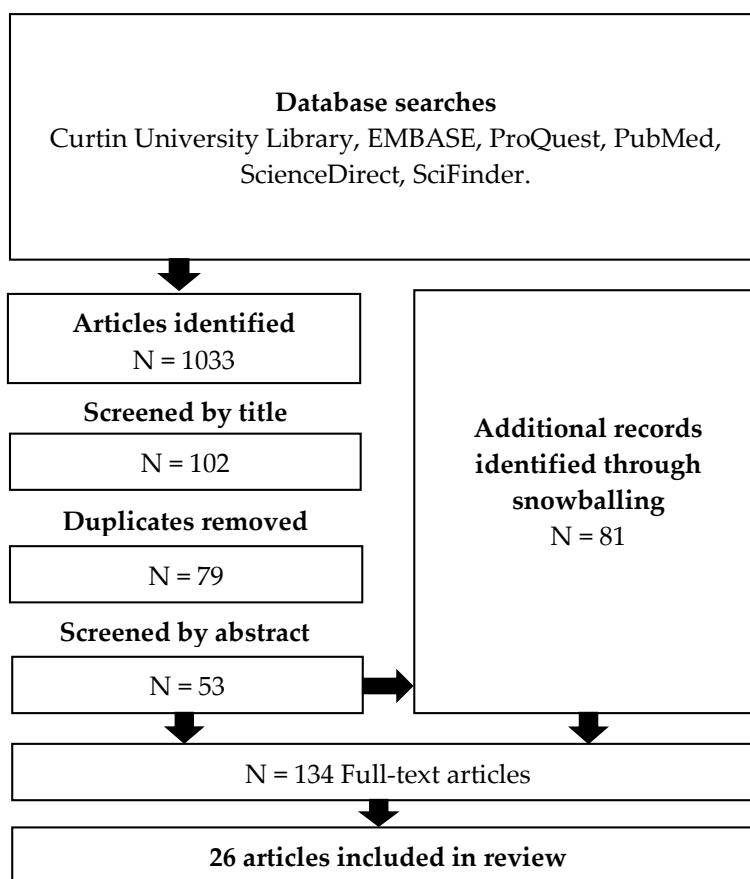 Database searches
Curtin University Library, EMBASE, ProQuest, PubMed,
ScienceDirect, SciFinder.
Articles identified
N = 1033
Screened by title
N = 102
Duplicates removed
N = 79
Screened by abstract
N = 53
Additional records
identified through
snowballing
N = 81
N = 134 Full-text articles
26 articles included in review